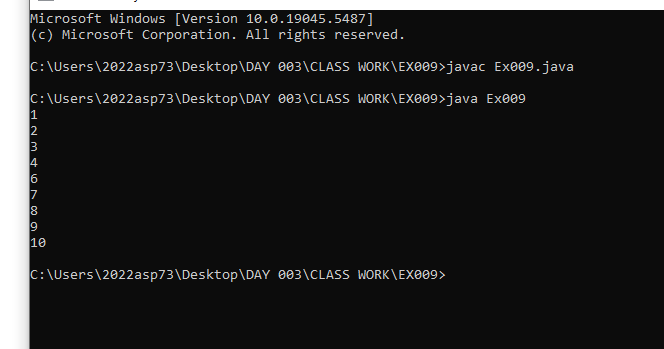 Microsoft Windows [Version 10.0.19045.5487]
(c) Microsoft Corporation. All rights reserved.
C:\Users\2022asp73\Desktop\DAY 003\CLASS WORK\EX009>javac Ex009.java
C:\Users\2022asp73\Desktop\DAY 003\CLASS WORK\EX009>java Ex009
1
2
3
4
6
7
8
9
10
C:\Users\2022asp73\Desktop\DAY 003\CLASS WORK\EX009>